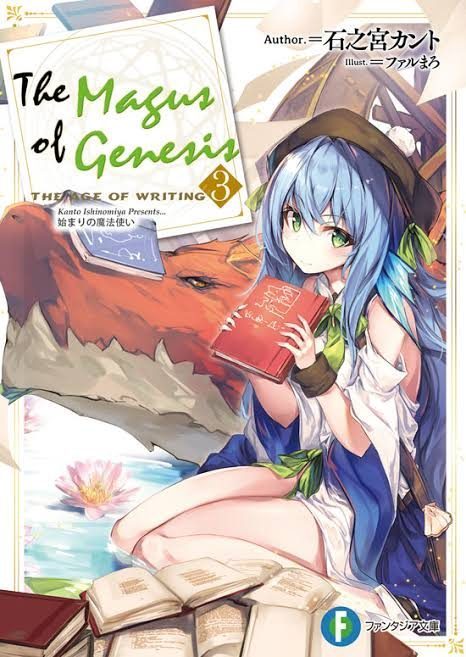 Author.=石之宮カント
Illust.=ファルまろ
The Magus
of Genesis
THE AGE OF WRITING 3
Kanto Ishinomiya Presents...
始まりの魔法使い
F ファンタジア文庫